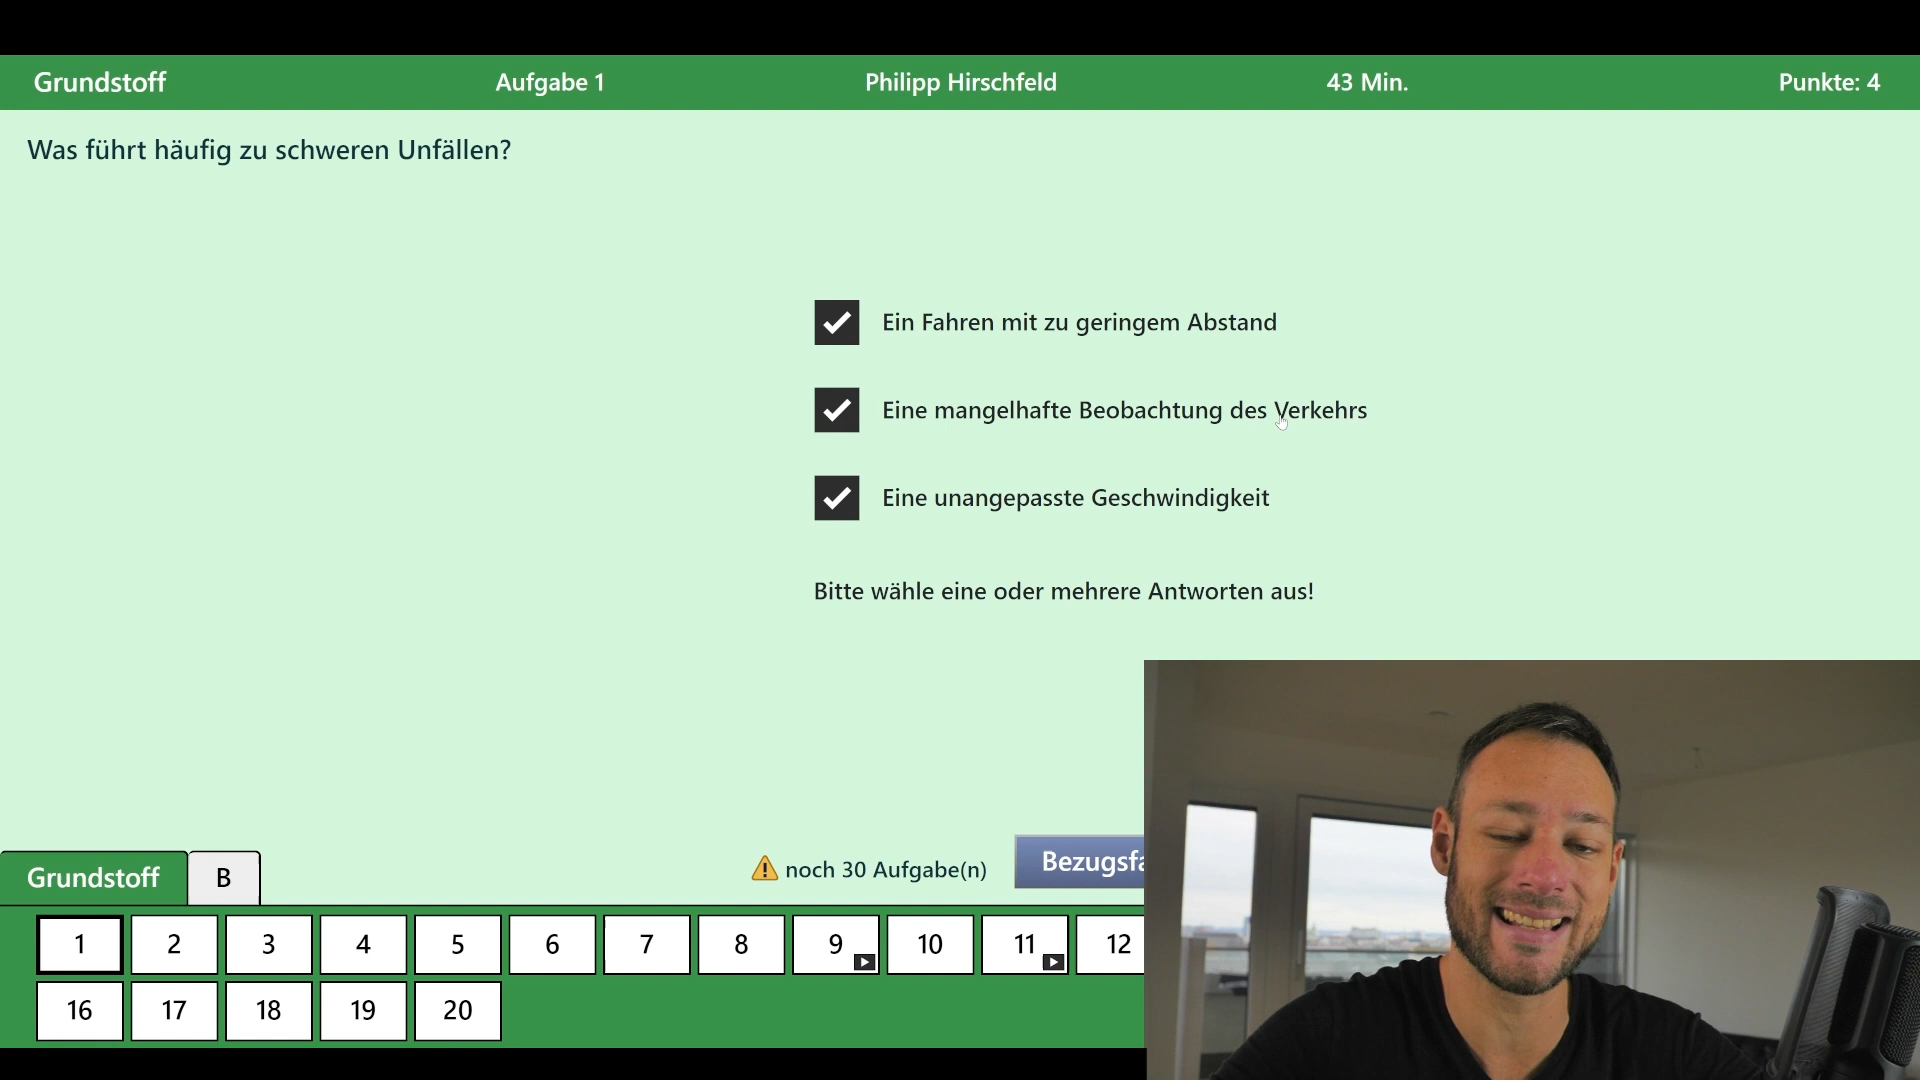 Grundstoff Aufgabe 1 Philipp Hirschfeld 43 Min. Punkte: 4
Was führt häufig zu schweren Unfällen?
Ein Fahren mit zu geringem Abstand
Eine mangelhafte Beobachtung des Verkehrs
Eine unangepasste Geschwindigkeit
Bitte wähle eine oder mehrere Antworten aus!
Grundstoff B noch 30 Aufgabe(n) Bezugsfa
1 2 3 4 5 6 7 8 9 10 11 12
16 17 18 19 20